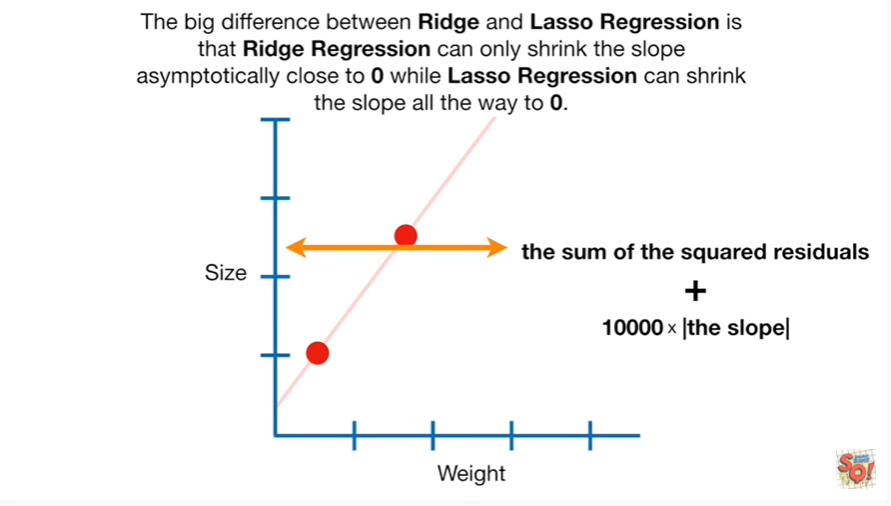 The big difference between Ridge and Lasso Regression is
that Ridge Regression can only shrink the slope
asymptotically close to 0 while Lasso Regression can shrink
the slope all the way to 0.
Size
the sum of the squared residuals
+
10000 x |the slope|
Weight
SQ!